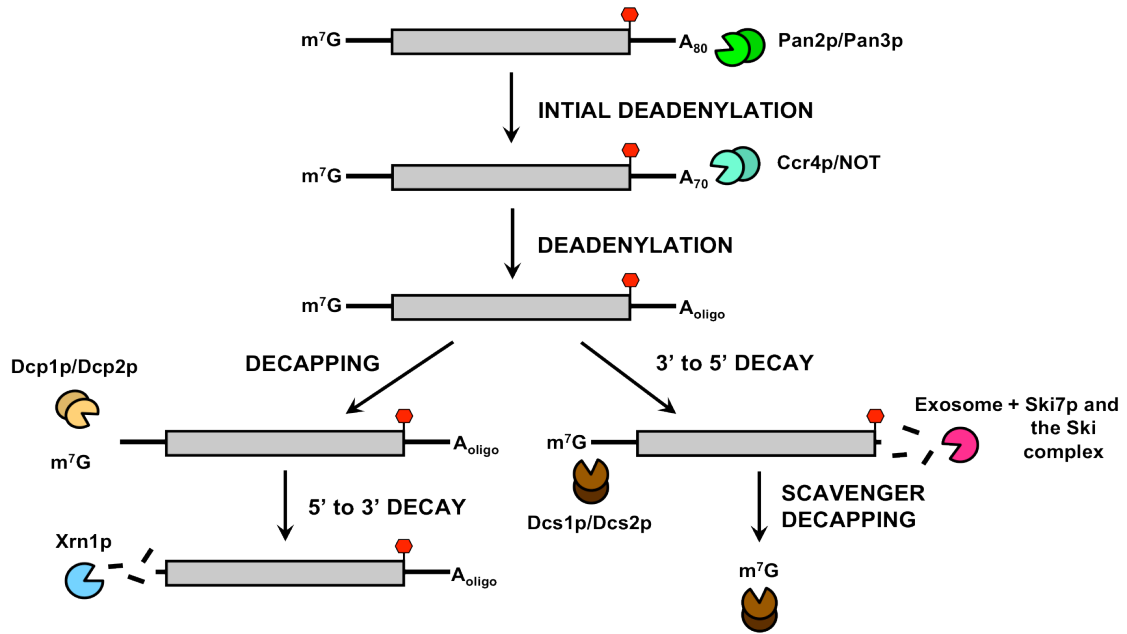 m⁷G A₈₀ Pan2p/Pan3p
INTIAL DEADENYLATION
m⁷G A₇₀ Ccr4p/NOT
DEADENYLATION
m⁷G Aoligo
DECAPPING
3’ to 5’ DECAY
Dcp1p/Dcp2p
m⁷G
Aoligo
5’ to 3’ DECAY
Xrn1p
Aoligo
m⁷G
Exosome + Ski7p and
the Ski
complex
Dcs1p/Dcs2p
SCAVENGER
DECAPPING
m⁷G